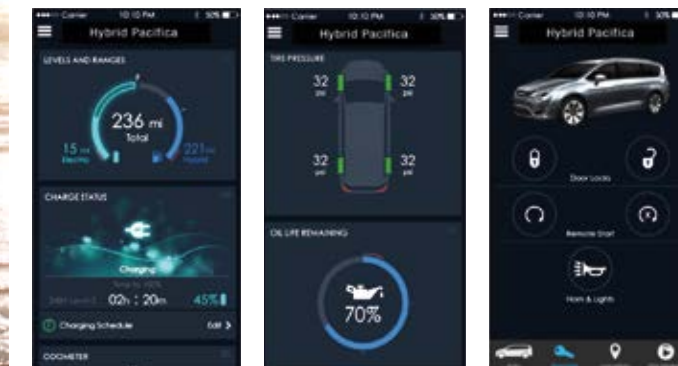 Carrier 10:10 PM 50%
Hybrid Pacifica
LEVELS AND RANGES
236 mi
Total
15 mi
Electric
221 mi
Hybrid
CHARGE STATUS
Charging
02h : 20m
45%
Charging Schedule
Edit >
ODOMETER
Carrier 10:10 PM 50%
Hybrid Pacifica
TIRE PRESSURE
32 psi
32 psi
32 psi
32 psi
OIL LIFE REMAINING
70%
Carrier 10:10 PM 50%
Hybrid Pacifica
Door Locks
Remote Start
Horn & Lights